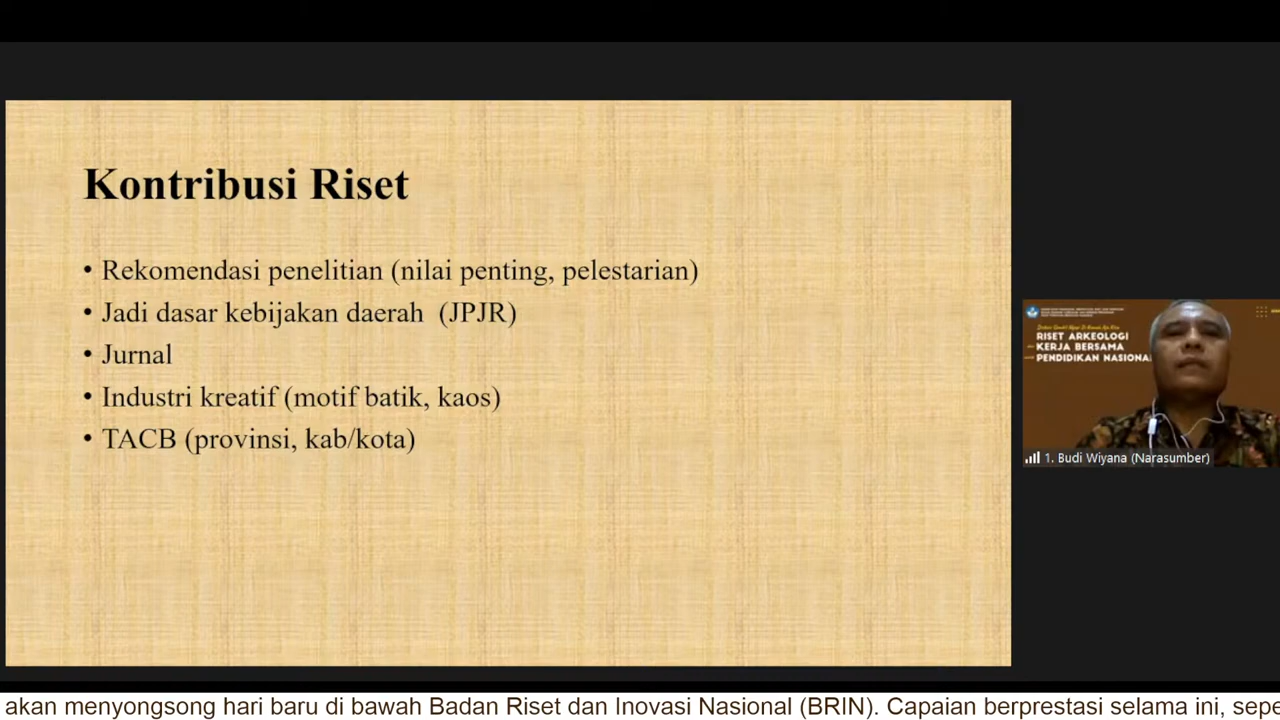 Kontribusi Riset
• Rekomendasi penelitian (nilai penting, pelestarian)
• Jadi dasar kebijakan daerah (JPJR)
• Jurnal
• Industri kreatif (motif batik, kaos)
• TACB (provinsi, kab/kota)
RISET ARKEOLOGI
KERJA BERSAMA
PENDIDIKAN NASIONAL
1. Budi Wiyana (Narasumber)
akan menyongsong hari baru di bawah Badan Riset dan Inovasi Nasional (BRIN). Capaian berprestasi selama ini, sepe